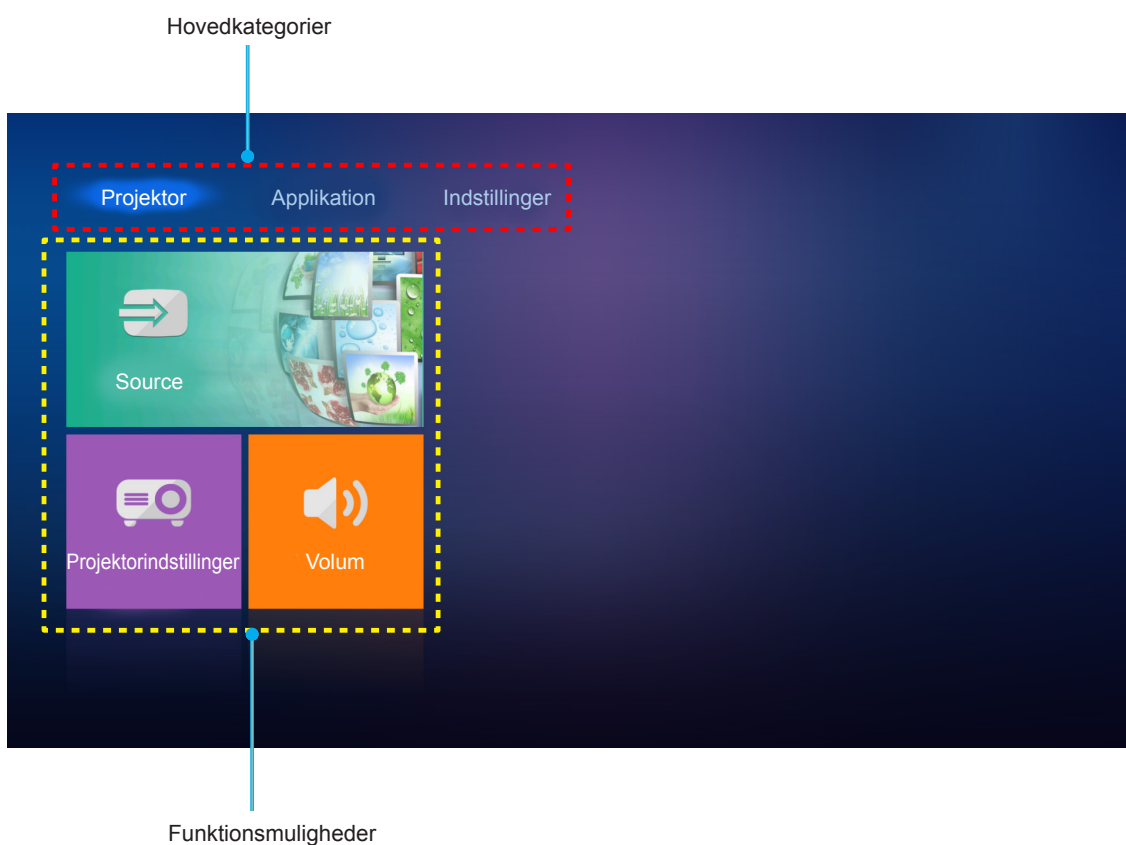 Hovedkategorier
Projektor Applikation Indstillinger
Source
Projektorindstillinger Volum
Funktionsmuligheder